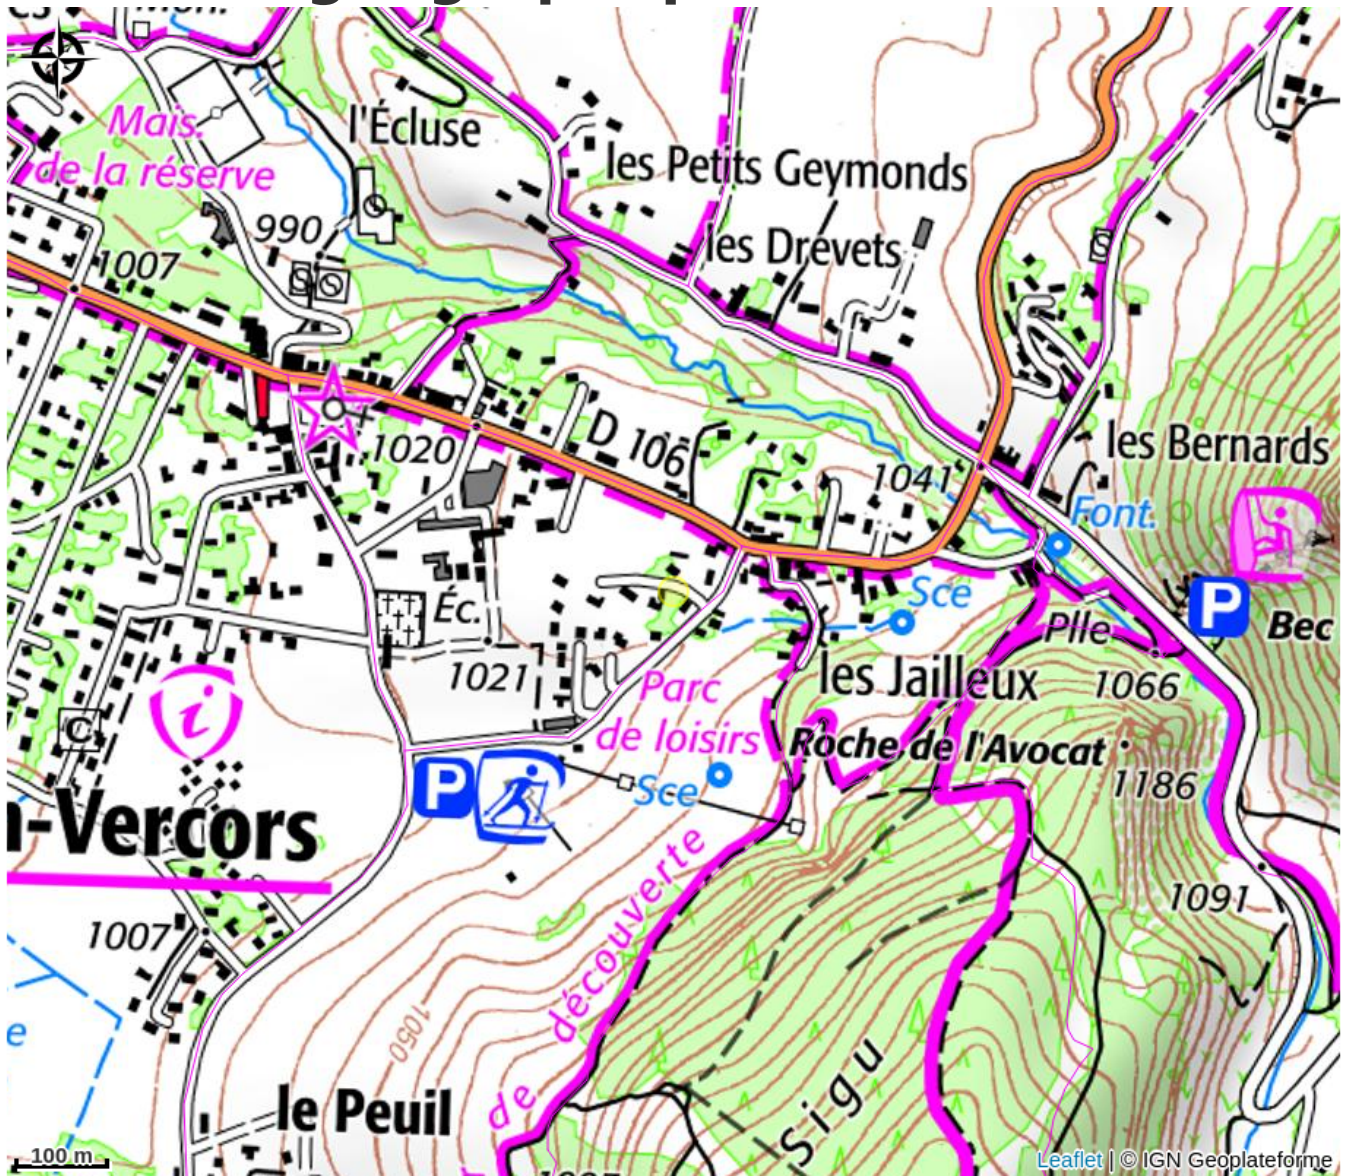 Mais.
de la réserve
l'Écluse
les Petits Geymonds
les Drevets
990
1007
1020
D 106
1041
les Bernards
Font.
Sce
P
Bec
Plle
Éc.
1021
les Jailleux
1066
Parc
de loisirs
Roche de l'Avocat
1186
i
C
P
Sce
n-Vercors
découverte
de
1091
1007
1050
e
le Peuil
Sigu
100 m
Leaflet | © IGN Geoplateforme